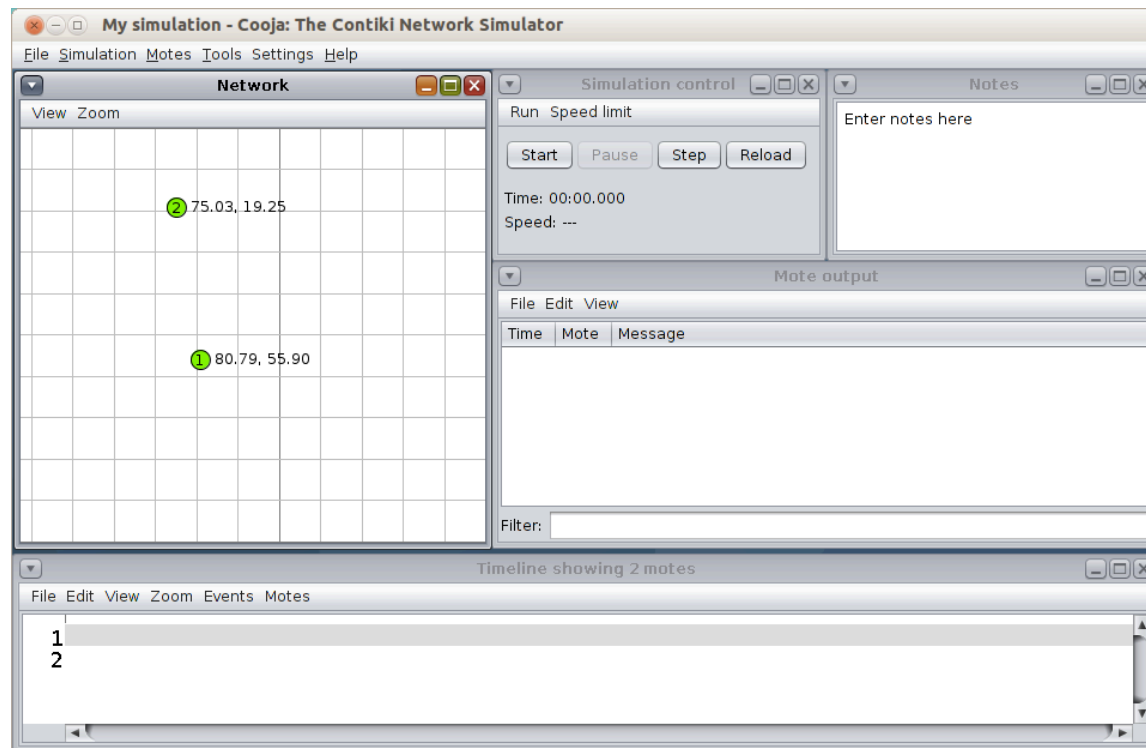 My simulation - Cooja: The Contiki Network Simulator
File Simulation Motes Tools Settings Help
Network
View Zoom
2 75.03, 19.25
1 80.79, 55.90
Simulation control
Run Speed limit
Start Pause Step Reload
Time: 00:00.000
Speed: ---
Notes
Enter notes here
Mote output
File Edit View
Time Mote Message
Filter:
Timeline showing 2 motes
File Edit View Zoom Events Motes
1
2